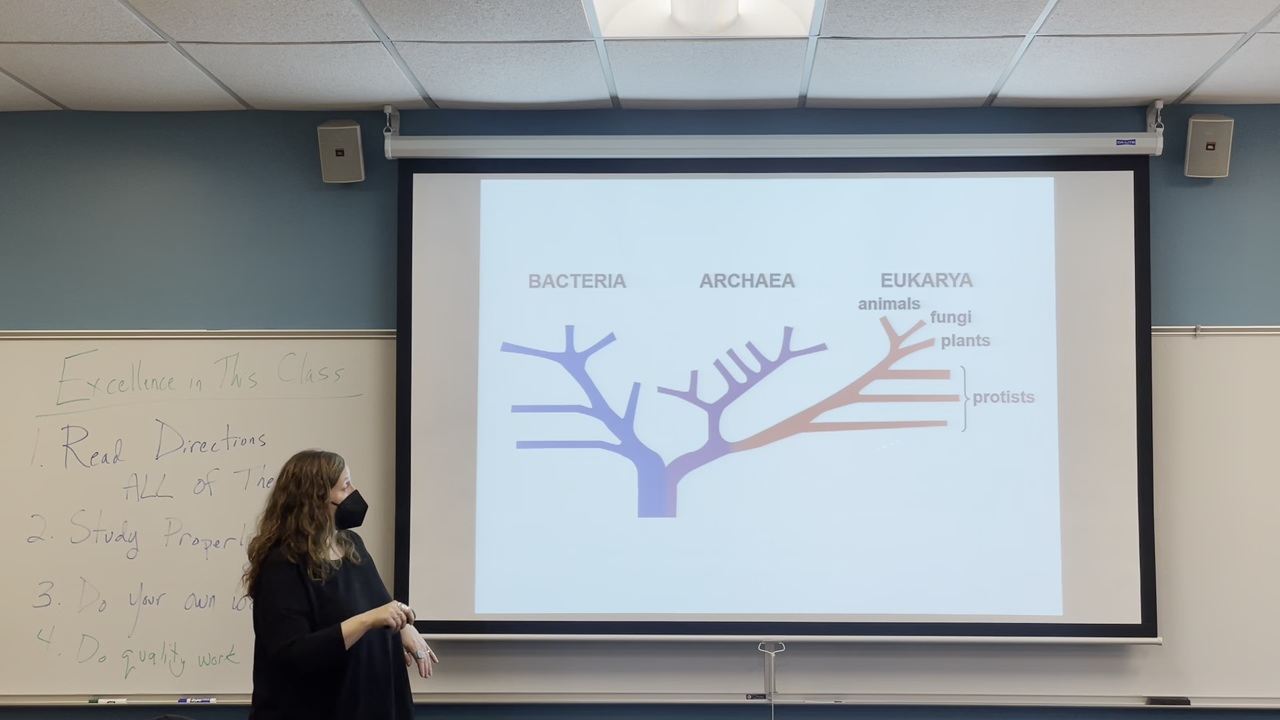 Excellence in This Class
1. Read Directions
ALL of The
2. Study Properl
3. Do your own
4 Do quality work
BACTERIA
ARCHAEA
EUKARYA
animals
fungi
plants
protists